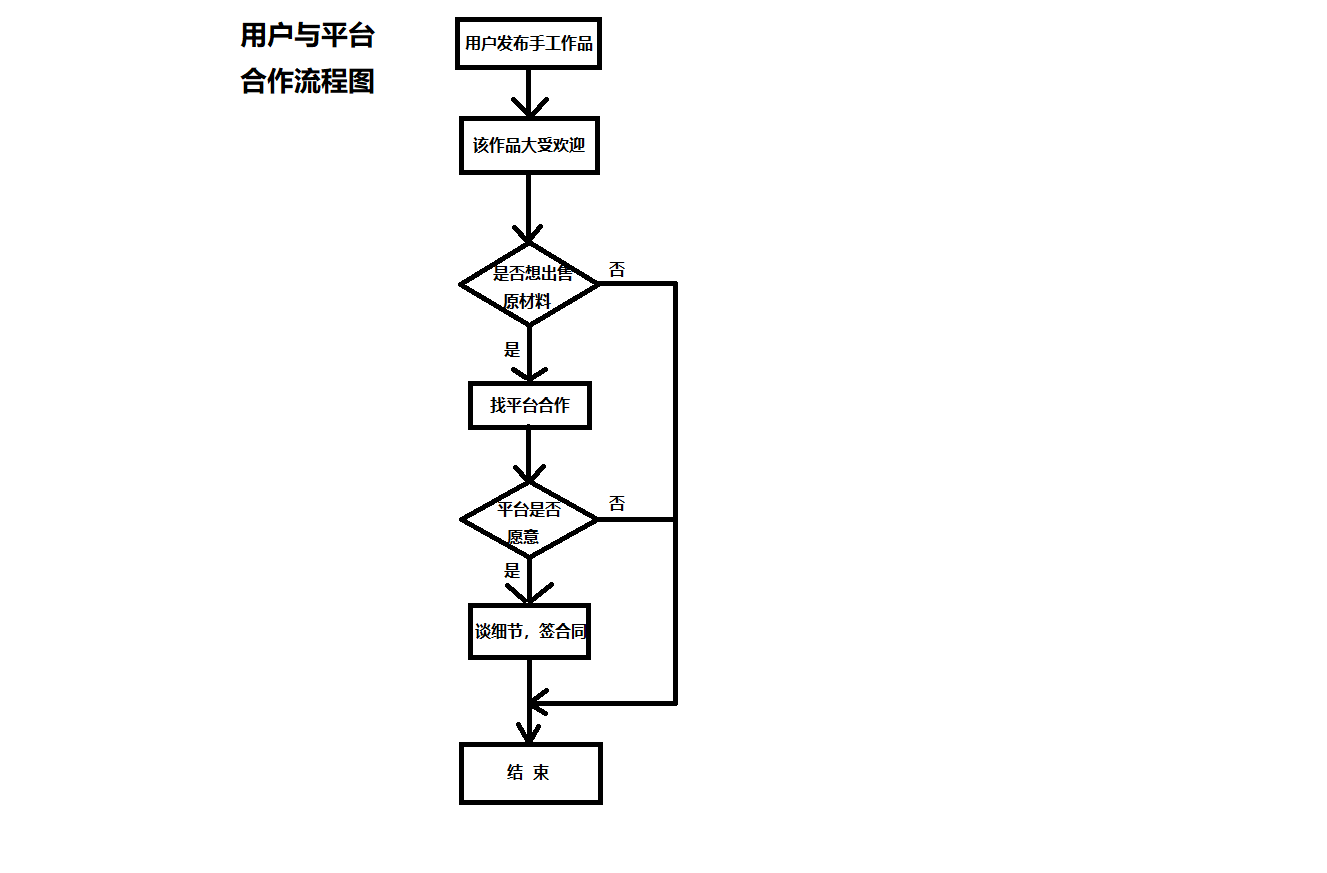 用户与平台
合作流程图
用户发布手工作品
该作品大受欢迎
是否想出售
原材料
否
是
找平台合作
平台是否
愿意
否
是
谈细节，签合同
结 束